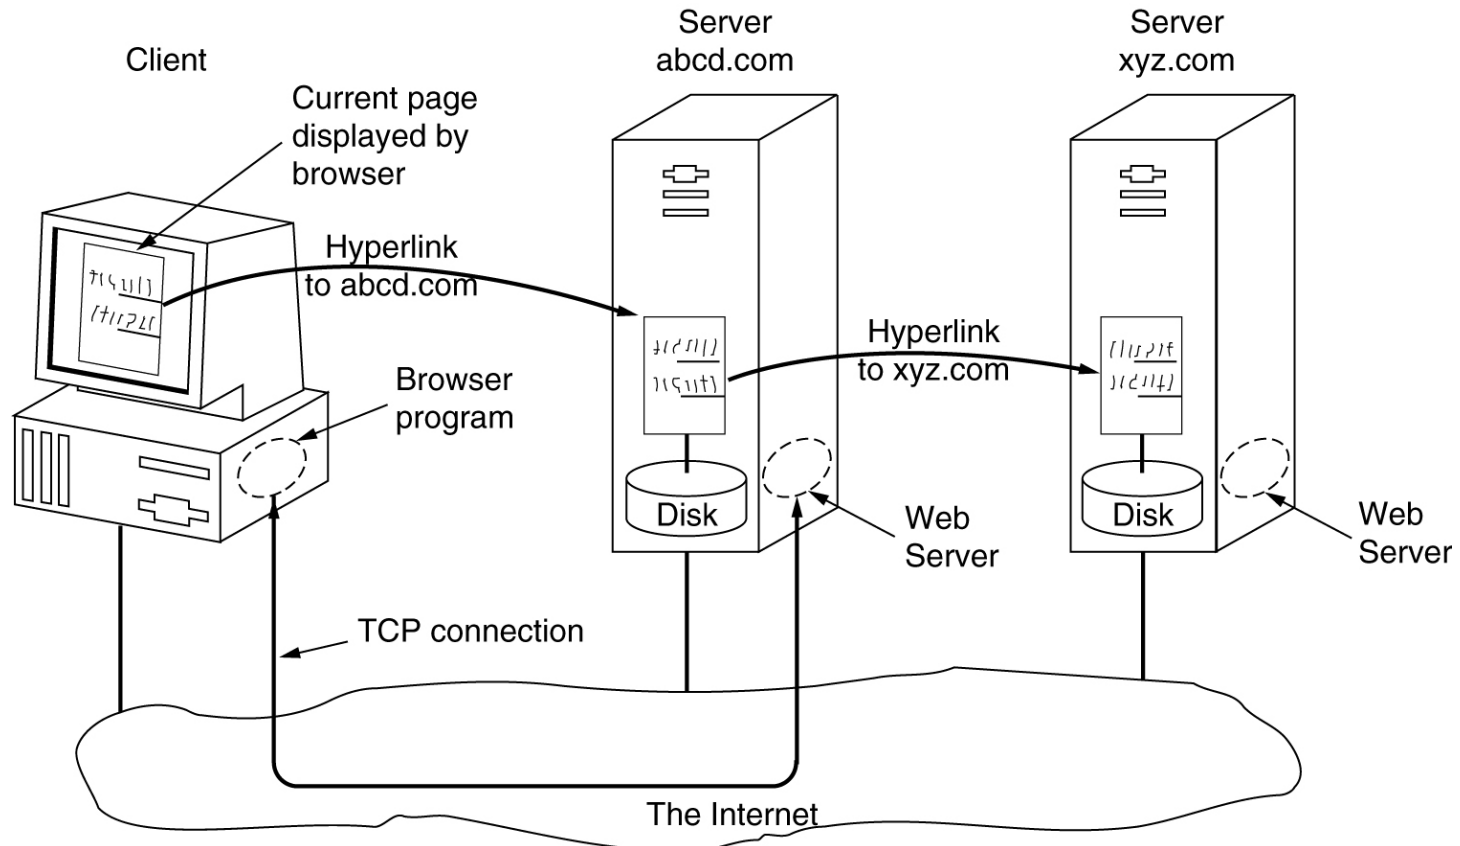 Client
Server
abcd.com
Server
xyz.com
Current page
displayed by
browser
Hyperlink
to abcd.com
Hyperlink
to xyz.com
Browser
program
Disk
Web
Server
Disk
Web
Server
TCP connection
The Internet